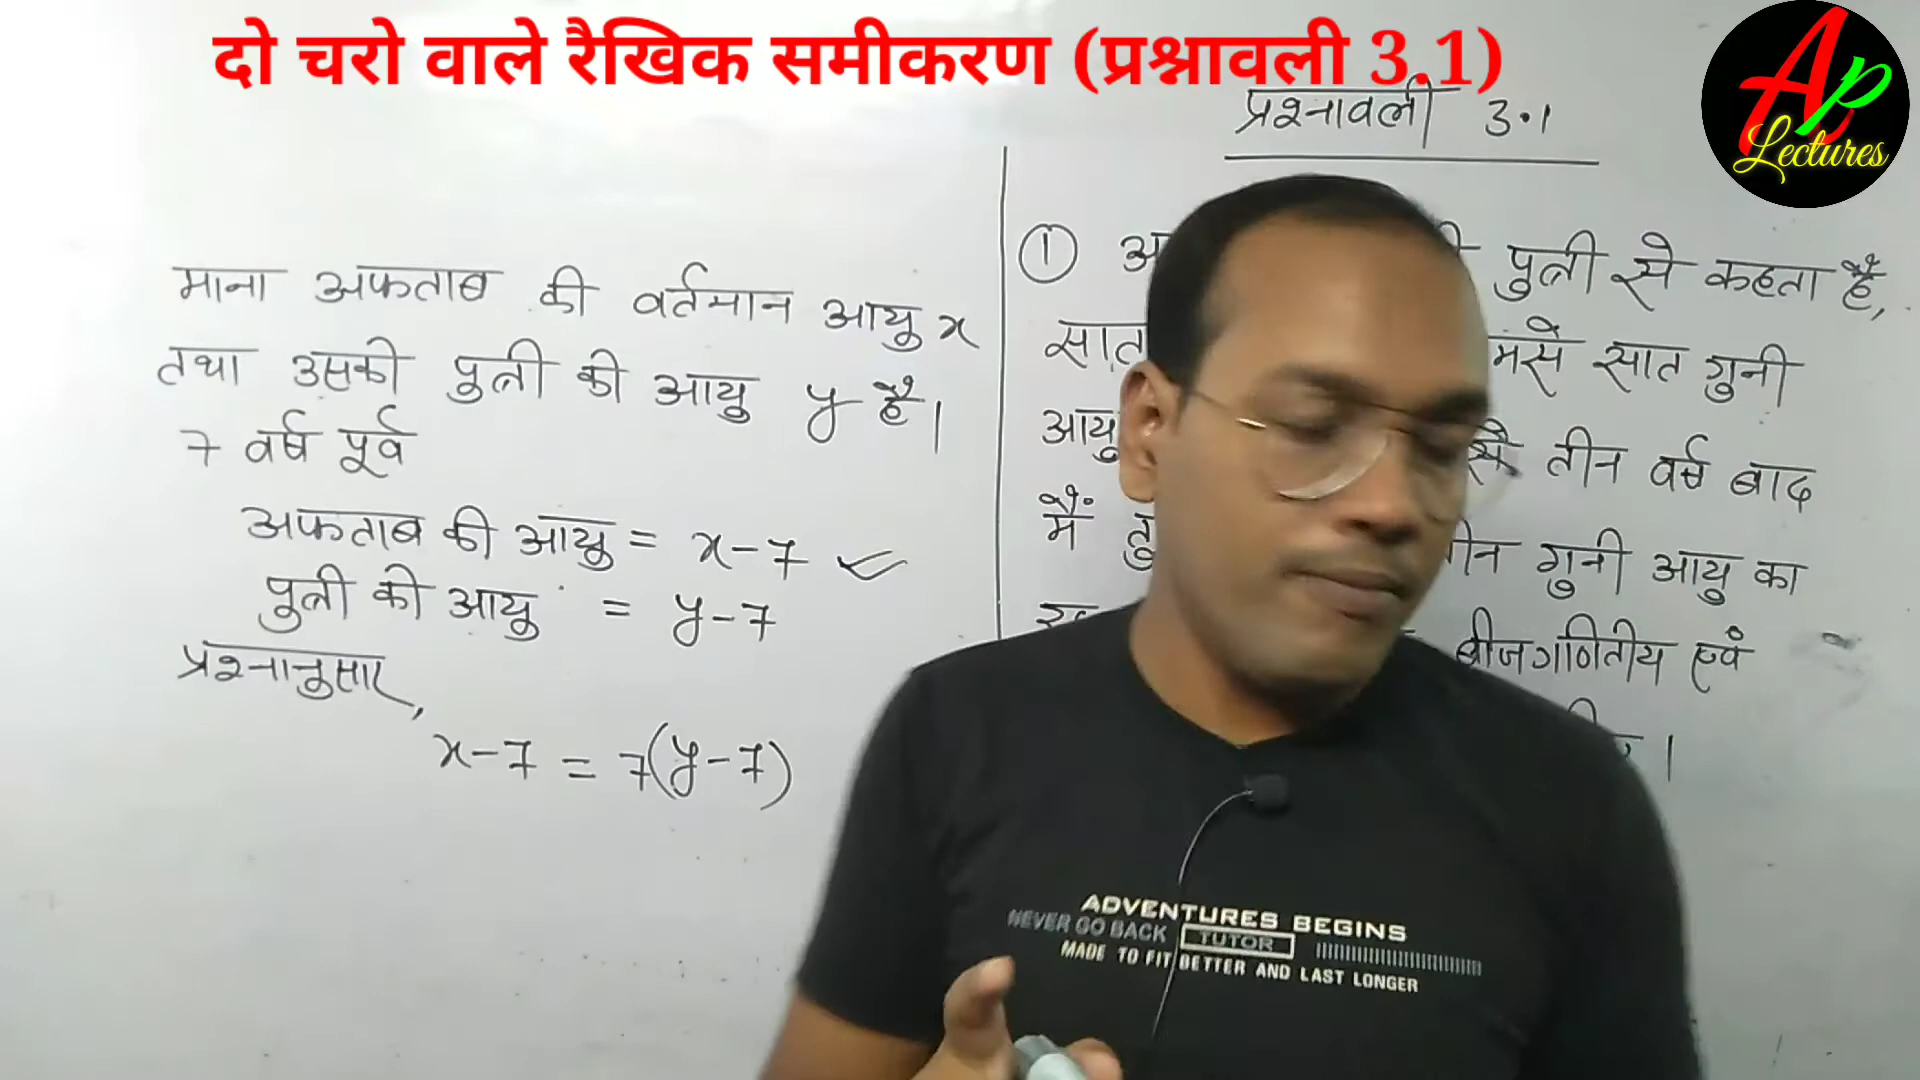 दो चरो वाले रैखिक समीकरण (प्रश्नावली 3.1)
AP
Lectures
प्रश्नावली 3.1
माना अफताब की वर्तमान आयु x
तथा उसकी पुत्री की आयु y है।
7 वर्ष पूर्व
अफताब की आयु = x-7 ✓
पुत्री की आयु = y-7
प्रश्नानुसार,
x-7 = 7(y-7)
① पुत्री से कहता है,
सात सात गुनी
आयु तीन वर्ष बाद
मैं गुनी आयु का
बीजगणितीय एवं
।
ADVENTURES BEGINS
NEVER GO BACK TUTOR
MADE TO FIT BETTER AND LAST LONGER